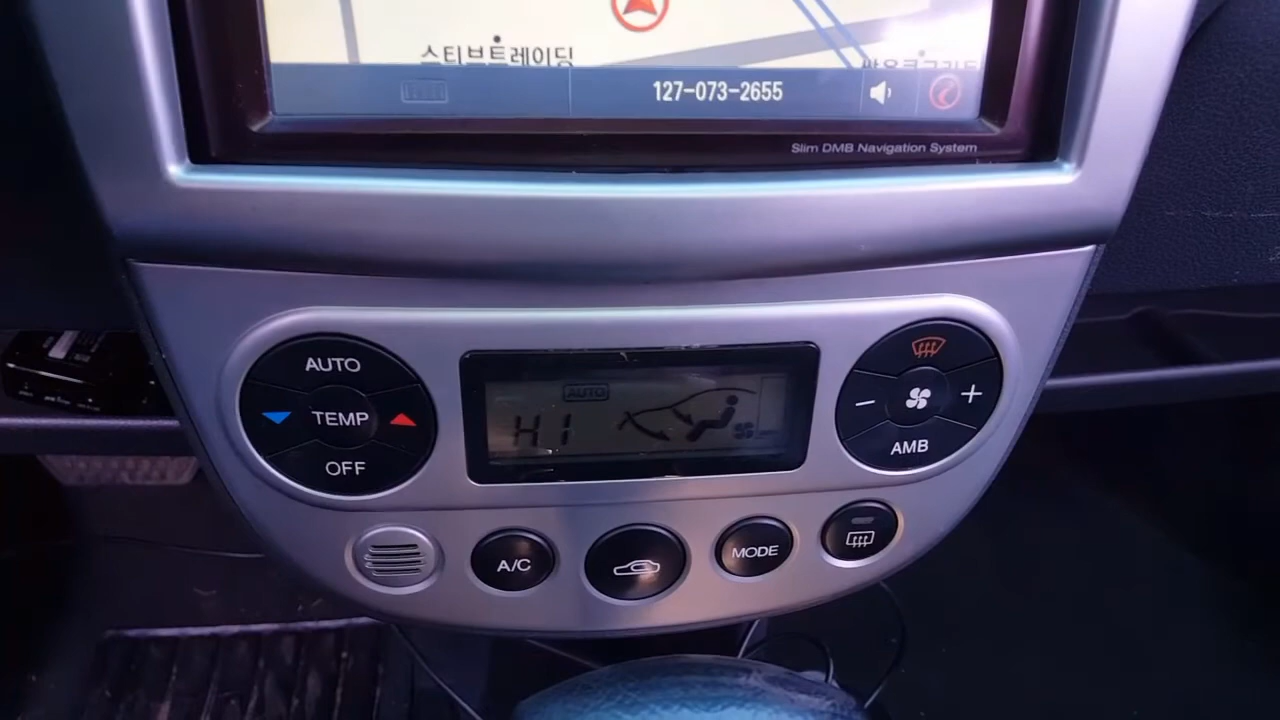 스티브트레이딩
127-073-2655
Slim DMB Navigation System
AUTO
TEMP
OFF
AUTO
HI
AMB
A/C
MODE